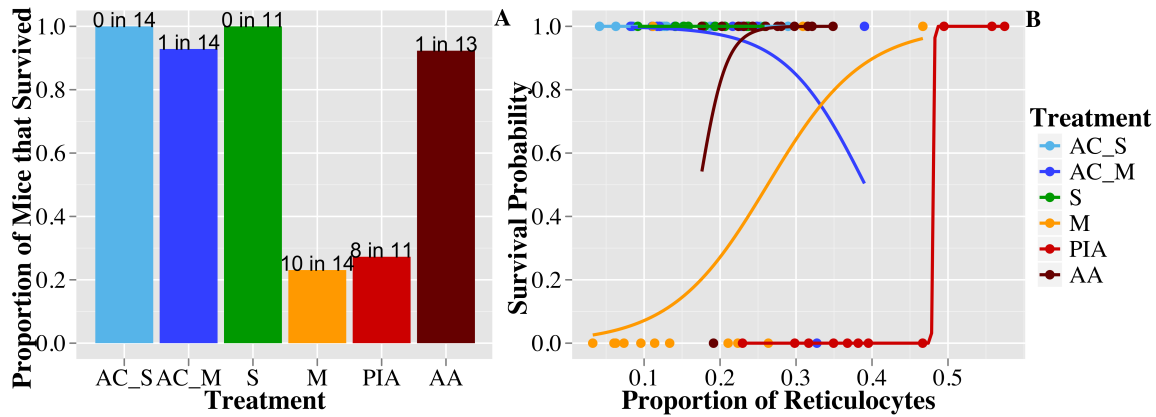 A
Proportion of Mice that Survived
1.0
0.8
0.6
0.4
0.2
0.0
0 in 14
1 in 14
0 in 11
10 in 14
8 in 11
1 in 13
AC_S AC_M S M PIA AA
Treatment
B
Survival Probability
1.0
0.8
0.6
0.4
0.2
0.0
0.1 0.2 0.3 0.4 0.5
Proportion of Reticulocytes
Treatment
AC_S
AC_M
S
M
PIA
AA